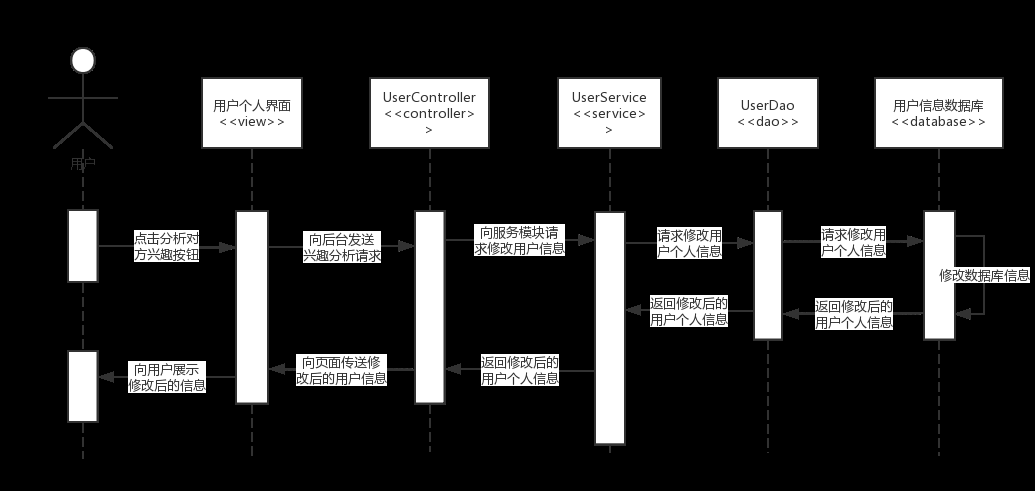 用户
用户个人界面
<<view>>
UserController
<<controller>
>
UserService
<<service>
>
UserDao
<<dao>>
用户信息数据库
<<database>>
点击分析对
方兴趣按钮
向后台发送
兴趣分析请求
向服务模块请
求修改用户信息
请求修改用
户个人信息
请求修改用
户个人信息
修改数据库信息
返回修改后的
用户个人信息
返回修改后的
用户个人信息
返回修改后的
用户个人信息
向页面传送修
改后的用户信息
向用户展示
修改后的信息